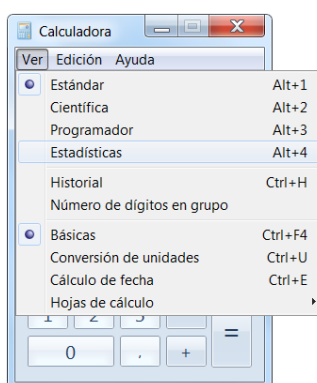 Calculadora
Ver Edición Ayuda
Estándar Alt+1
Científica Alt+2
Programador Alt+3
Estadísticas Alt+4
Historial Ctrl+H
Número de dígitos en grupo
Básicas Ctrl+F4
Conversión de unidades Ctrl+U
Cálculo de fecha Ctrl+E
Hojas de cálculo
1 2 3
=
0 , +